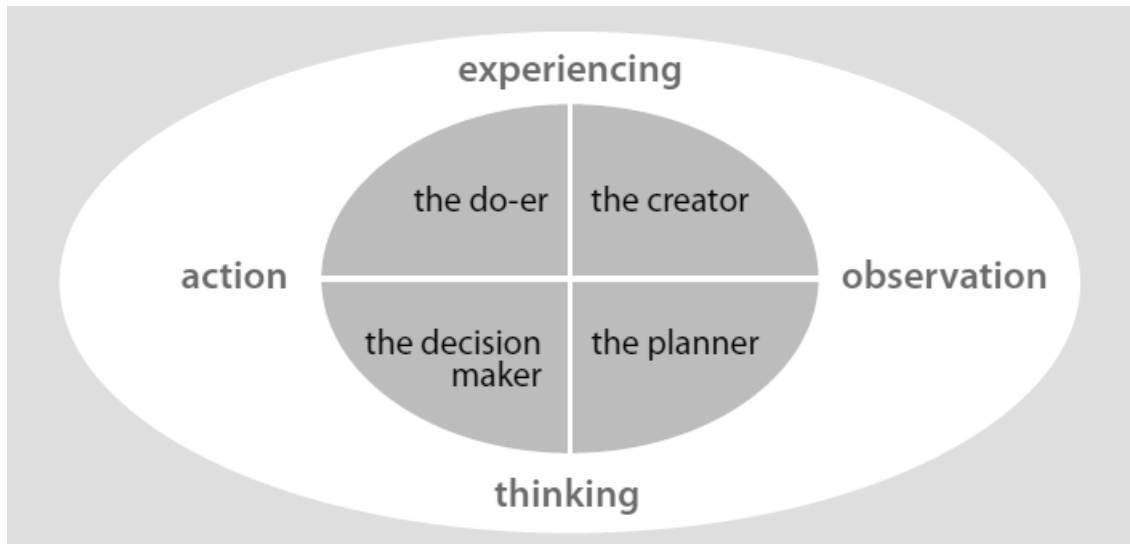 experiencing
the do-er
the creator
action
observation
the decision
maker
the planner
thinking